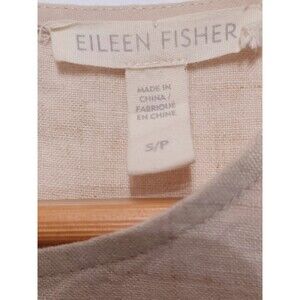 EILEEN FISHER
MADE IN
CHINA /
FABRIQUÉ
EN CHINE
S/P